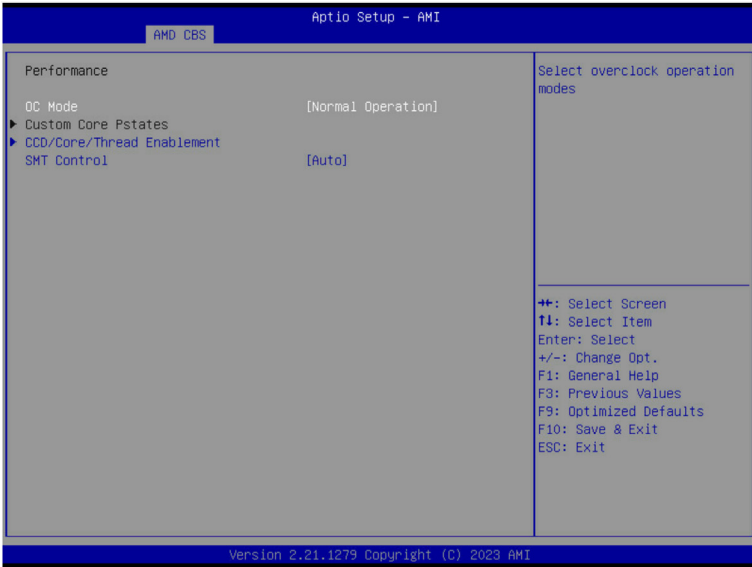 Aptio Setup – AMI
AMD CBS
Performance
OC Mode [Normal Operation]
▶ Custom Core Pstates
▶ CCD/Core/Thread Enablement
SMT Control [Auto]
Select overclock operation
modes
→←: Select Screen
↑↓: Select Item
Enter: Select
+/-: Change Opt.
F1: General Help
F3: Previous Values
F9: Optimized Defaults
F10: Save & Exit
ESC: Exit
Version 2.21.1279 Copyright (C) 2023 AMI